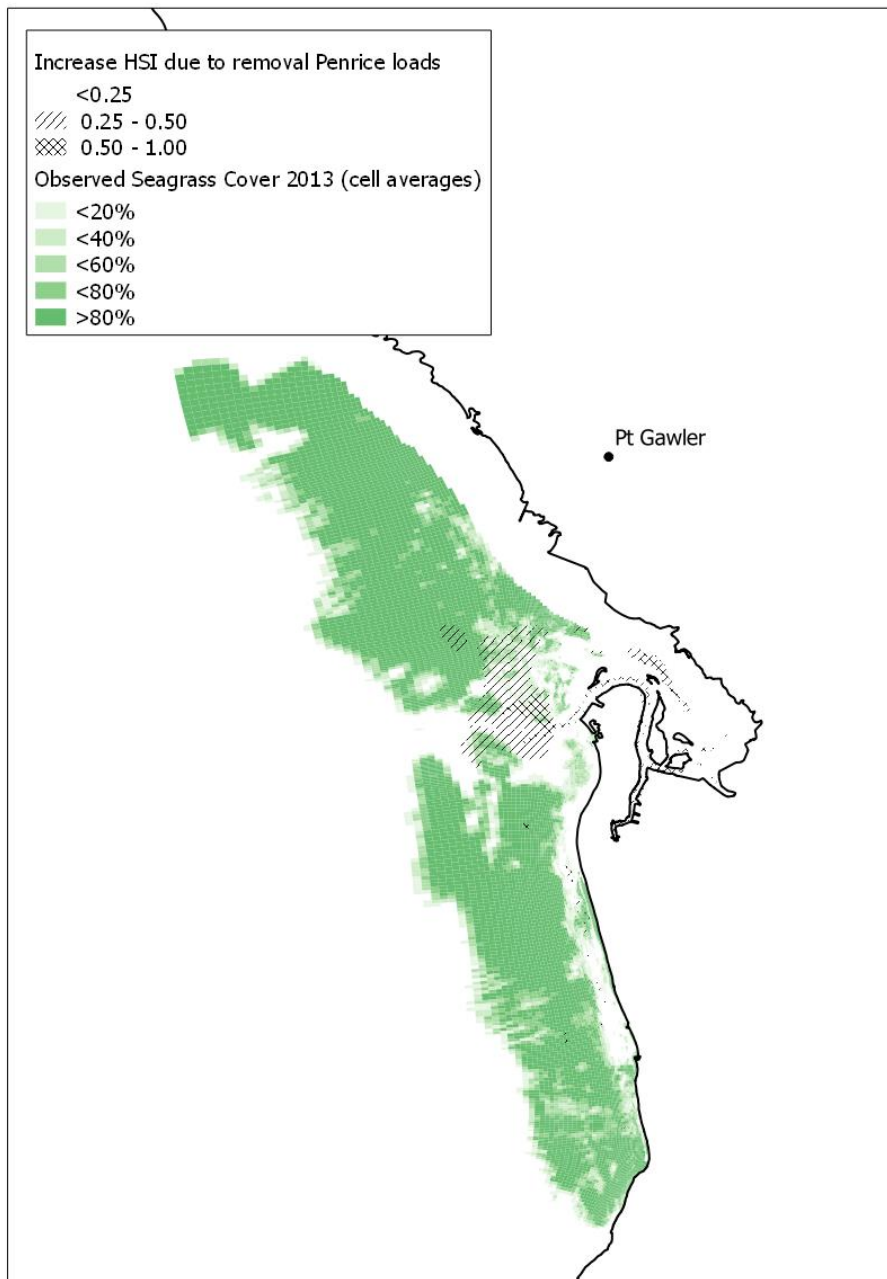 Increase HSI due to removal Penrice loads
<0.25
0.25 - 0.50
0.50 - 1.00
Observed Seagrass Cover 2013 (cell averages)
<20%
<40%
<60%
<80%
>80%
Pt Gawler